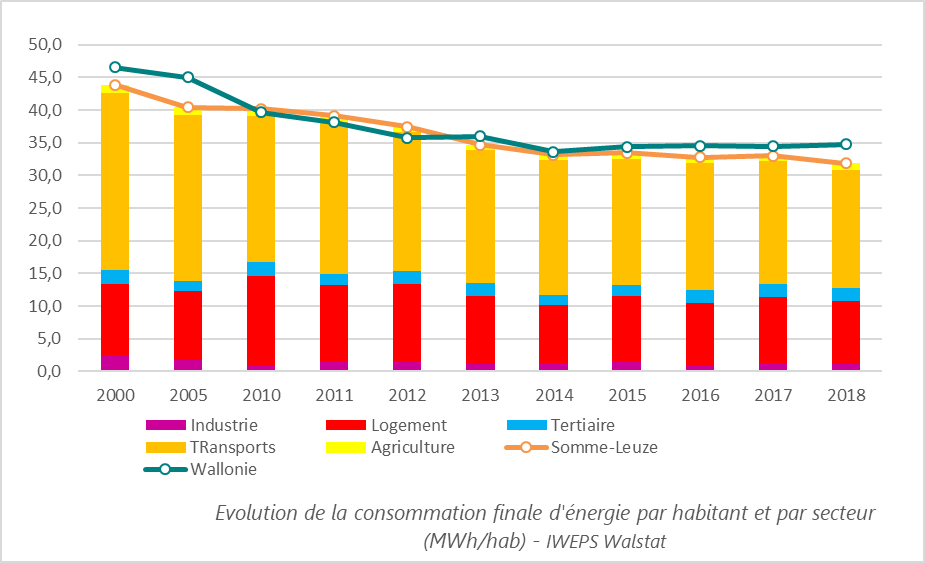 50,0
45,0
40,0
35,0
30,0
25,0
20,0
15,0
10,0
5,0
0,0
2000 2005 2010 2011 2012 2013 2014 2015 2016 2017 2018
Industrie Logement Tertiaire
TRansports Agriculture Somme-Leuze
Wallonie
Evolution de la consommation finale d'énergie par habitant et par secteur
(MWh/hab) - IWEPS Walstat